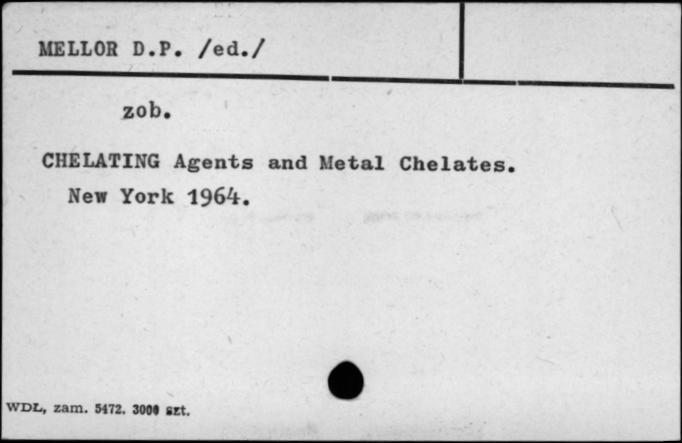 MELLOR D.P. /ed./
zob.
CHELATING Agents and Metal Chelates.
New York 1964.
WDL, zam. 5472. 3000 szt.